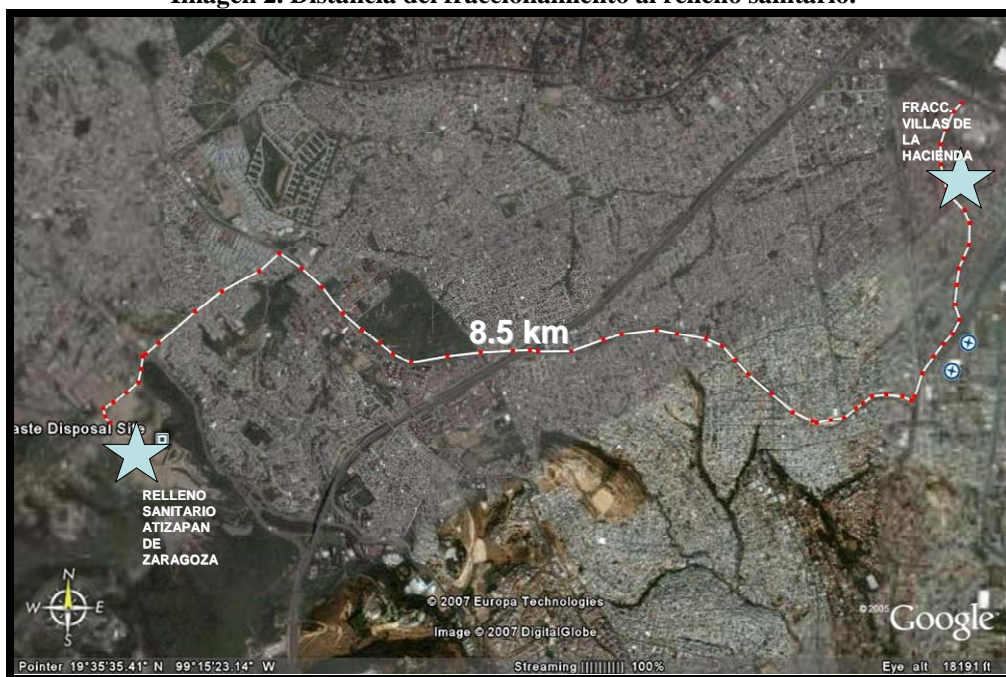 Imagen 2. Distancia del fraccionamiento al relleno sanitario.
FRACC.
VILLAS DE
LA
HACIENDA
8.5 km
aste Disposal Site
RELLENO
SANITARIO
ATIZAPAN
DE
ZARAGOZA
N
W
E
S
© 2007 Europa Technologies
Image © 2007 DigitalGlobe
©2005 Google
Pointer 19°35'35.41" N 99°15'23.14" W
Streaming |||||||||| 100%
Eye alt 18191 ft